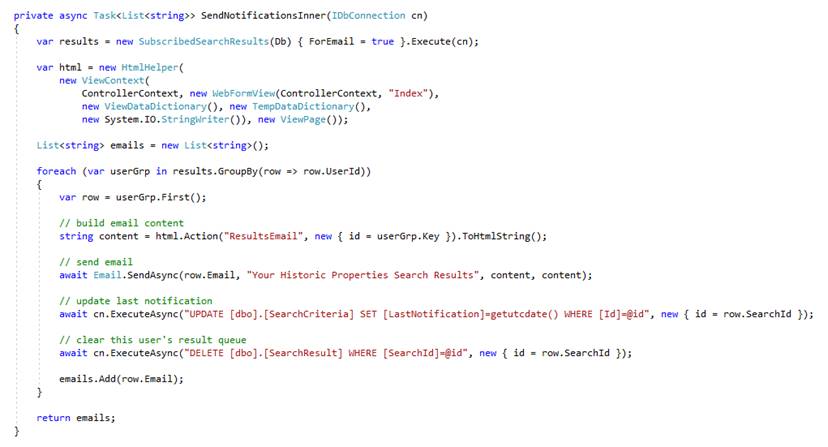 private async Task<List<string>> SendNotificationsInner(IDbConnection cn)
{
    var results = new SubscribedSearchResults(Db) { ForEmail = true }.Execute(cn);

    var html = new HtmlHelper(
        new ViewContext(
            ControllerContext, new WebFormView(ControllerContext, "Index"),
            new ViewDataDictionary(), new TempDataDictionary(),
            new System.IO.StringWriter()), new ViewPage());

    List<string> emails = new List<string>();

    foreach (var userGrp in results.GroupBy(row => row.UserId))
    {
        var row = userGrp.First();

        // build email content
        string content = html.Action("ResultsEmail", new { id = userGrp.Key }).ToHtmlString();

        // send email
        await Email.SendAsync(row.Email, "Your Historic Properties Search Results", content, content);

        // update last notification
        await cn.ExecuteAsync("UPDATE [dbo].[SearchCriteria] SET [LastNotification]=getutcdate() WHERE [Id]=@id", new { id = row.SearchId });

        // clear this user's result queue
        await cn.ExecuteAsync("DELETE [dbo].[SearchResult] WHERE [SearchId]=@id", new { id = row.SearchId });

        emails.Add(row.Email);
    }

    return emails;
}